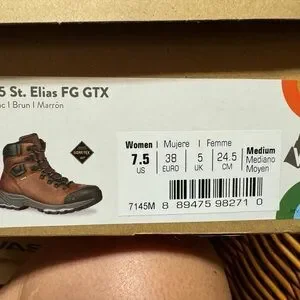 5 St. Elias FG GTX
ac | Brun | Marrón
GORE-TEX
Women | Mujere | Femme
7.5 38 5 24.5
US EURO UK CM
Medium
Mediano
Moyen
7145M 8 89475 98271 0